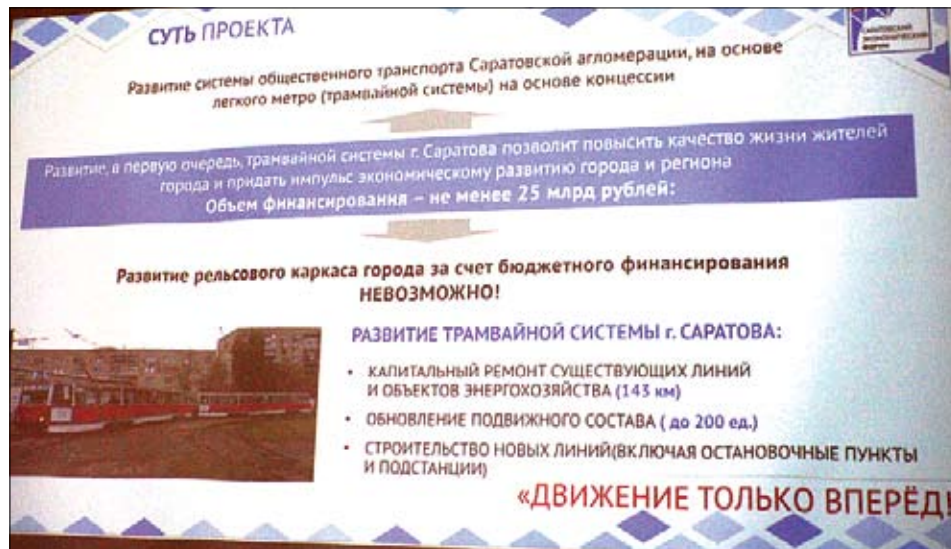 СУТЬ ПРОЕКТА
САРАТОВСКИЙ
ЭКОНОМИЧЕСКИЙ
ФОРУМ
Развитие системы общественного транспорта Саратовской агломерации, на основе
легкого метро (трамвайной системы) на основе концессии
Развитие, в первую очередь, трамвайной системы г. Саратова позволит повысить качество жизни жителей
города и придать импульс экономическому развитию города и региона
Объем финансирования – не менее 25 млрд рублей:
Развитие рельсового каркаса города за счет бюджетного финансирования
НЕВОЗМОЖНО!
РАЗВИТИЕ ТРАМВАЙНОЙ СИСТЕМЫ г. САРАТОВА:
• КАПИТАЛЬНЫЙ РЕМОНТ СУЩЕСТВУЮЩИХ ЛИНИЙ
И ОБЪЕКТОВ ЭНЕРГОХОЗЯЙСТВА (143 км)
• ОБНОВЛЕНИЕ ПОДВИЖНОГО СОСТАВА ( до 200 ед.)
• СТРОИТЕЛЬСТВО НОВЫХ ЛИНИЙ(ВКЛЮЧАЯ ОСТАНОВОЧНЫЕ ПУНКТЫ
И ПОДСТАНЦИИ)
«ДВИЖЕНИЕ ТОЛЬКО ВПЕРЁД!